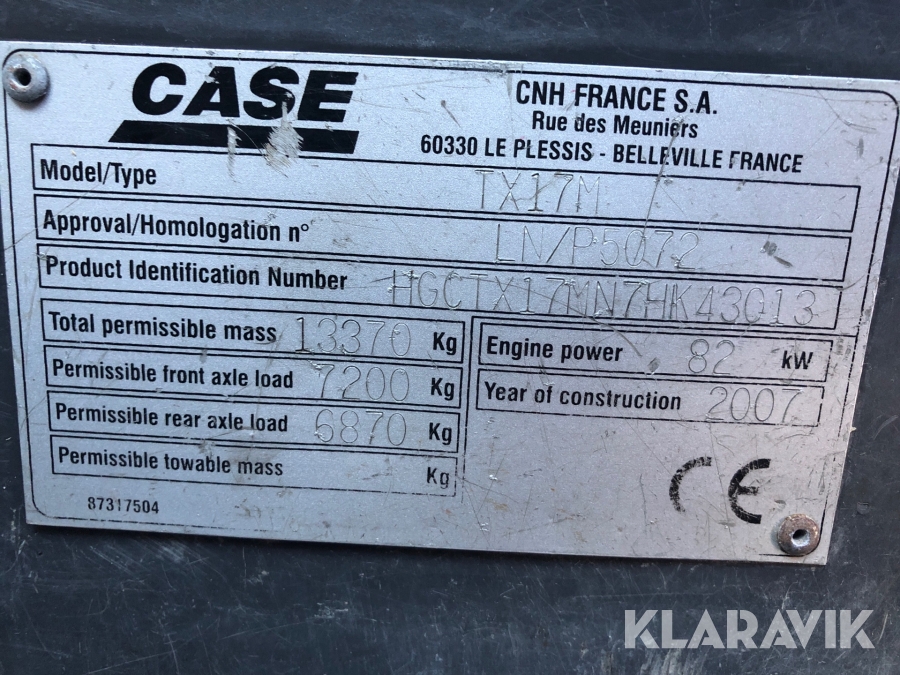 CASE
CNH FRANCE S.A.
Rue des Meuniers
60330 LE PLESSIS - BELLEVILLE FRANCE
Model/Type TX17M
Approval/Homologation n° LN/P5072
Product Identification Number HGCTX17MN7HK43013
Total permissible mass 13370 Kg
Permissible front axle load 7200 Kg
Permissible rear axle load 6870 Kg
Permissible towable mass Kg
87317504
Engine power 82 kW
Year of construction 2007
CE
KLARAVIK